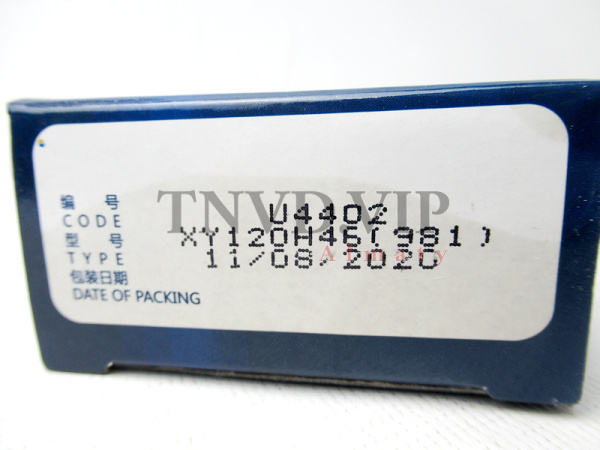 编 号
CODE
U4402
TNVD.VIP
型 号
TYPE
XY120H46(981)
Almaty
包装日期
DATE OF PACKING
11/08/2020